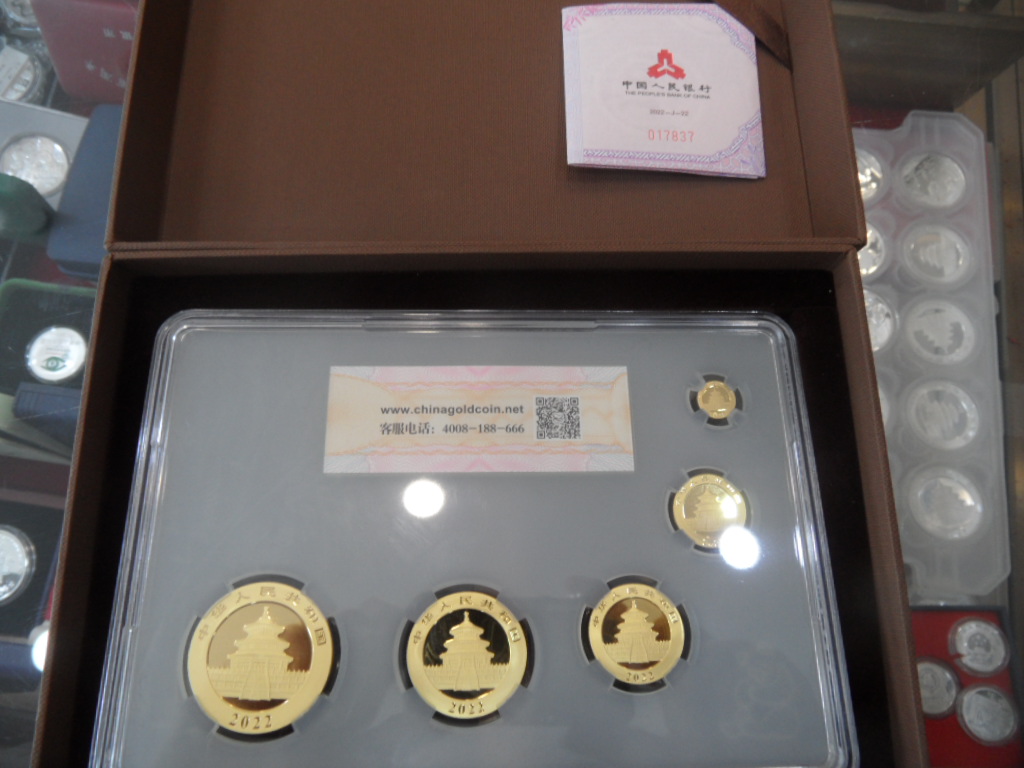 中国人民银行
THE PEOPLE'S BANK OF CHINA
017837
www.chinagoldcoin.net
客服电话：4008-188-666
中华人民共和国
2022
中华人民共和国
2022
中华人民共和国
2022